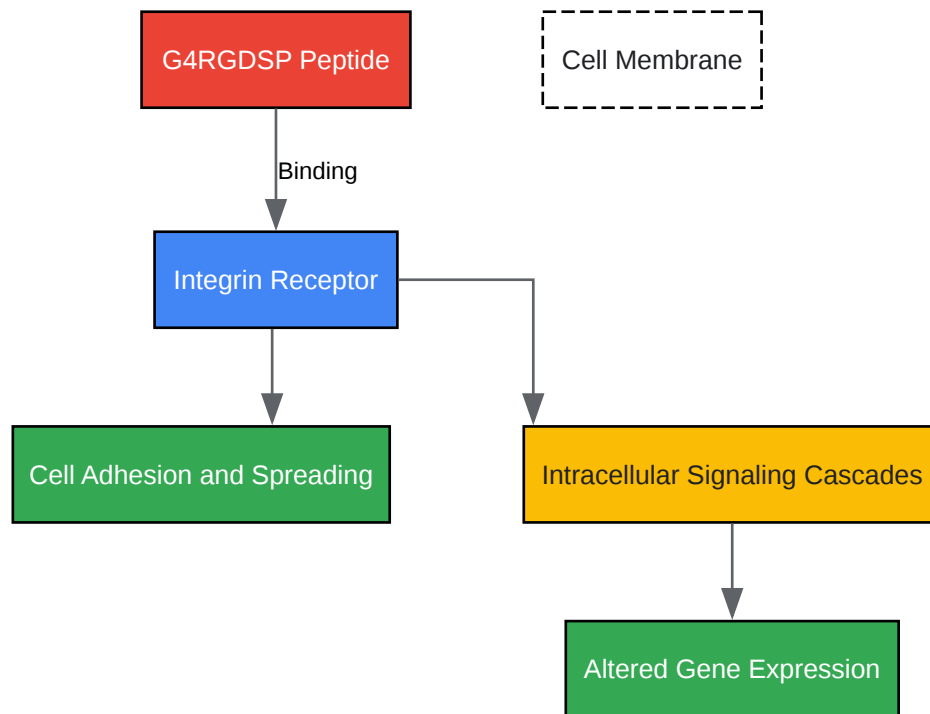 G4RGDSP Peptide
Cell Membrane
Binding
Integrin Receptor
Cell Adhesion and Spreading
Intracellular Signaling Cascades
Altered Gene Expression